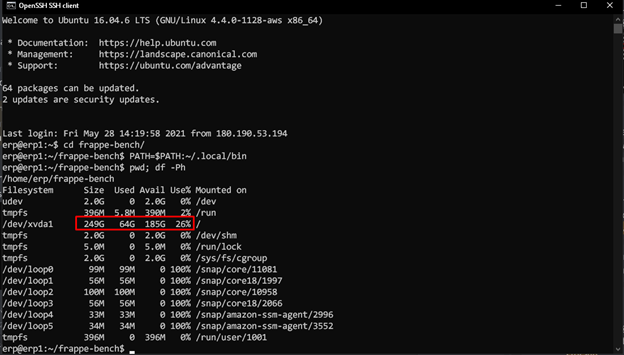 OpenSSH SSH client
Welcome to Ubuntu 16.04.6 LTS (GNU/Linux 4.4.0-1128-aws x86_64)
* Documentation:  https://help.ubuntu.com
* Management:     https://landscape.canonical.com
* Support:        https://ubuntu.com/advantage
64 packages can be updated.
2 updates are security updates.
Last login: Fri May 28 14:19:58 2021 from 180.190.53.194
erp@erp1:~$ cd frappe-bench/
erp@erp1:~/frappe-bench$ PATH=$PATH:~/.local/bin
erp@erp1:~/frappe-bench$ pwd; df -Ph
/home/erp/frappe-bench
Filesystem      Size  Used Avail Use% Mounted on
udev            2.0G     0  2.0G   0% /dev
tmpfs           396M  5.8M  390M   2% /run
/dev/xvda1      249G   64G  185G  26% /
tmpfs           2.0G     0  2.0G   0% /dev/shm
tmpfs           5.0M     0  5.0M   0% /run/lock
tmpfs           2.0G     0  2.0G   0% /sys/fs/cgroup
/dev/loop0       99M   99M     0 100% /snap/core/11081
/dev/loop1       56M   56M     0 100% /snap/core18/1997
/dev/loop2      100M  100M     0 100% /snap/core/10958
/dev/loop3       56M   56M     0 100% /snap/core18/2066
/dev/loop4       33M   33M     0 100% /snap/amazon-ssm-agent/2996
/dev/loop5       34M   34M     0 100% /snap/amazon-ssm-agent/3552
tmpfs           396M     0  396M   0% /run/user/1001
erp@erp1:~/frappe-bench$